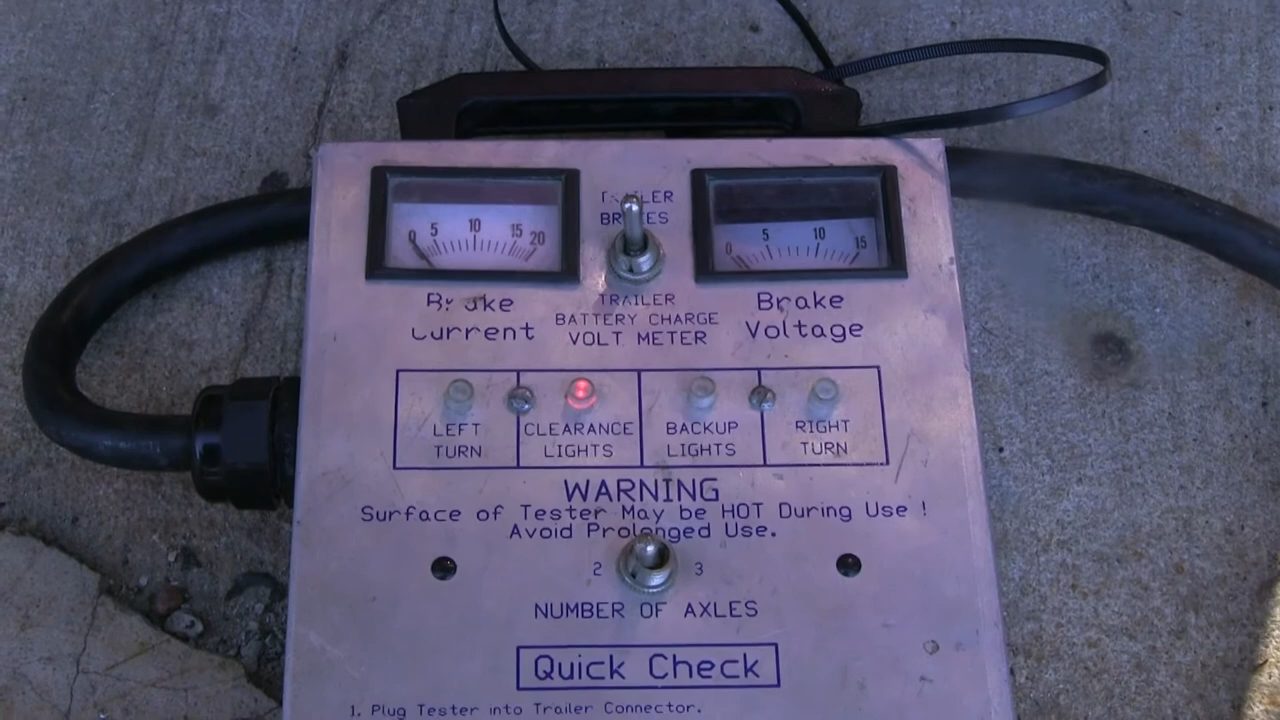 0 5 10 15 20
TRAILER
BRAKES
0 5 10 15
Brake
Current
TRAILER
BATTERY CHARGE
VOLT METER
Brake
Voltage
LEFT
TURN
CLEARANCE
LIGHTS
BACKUP
LIGHTS
RIGHT
TURN
WARNING
Surface of Tester May be HOT During Use !
Avoid Prolonged Use.
2 3
NUMBER OF AXLES
Quick Check
1. Plug Tester into Trailer Connector.